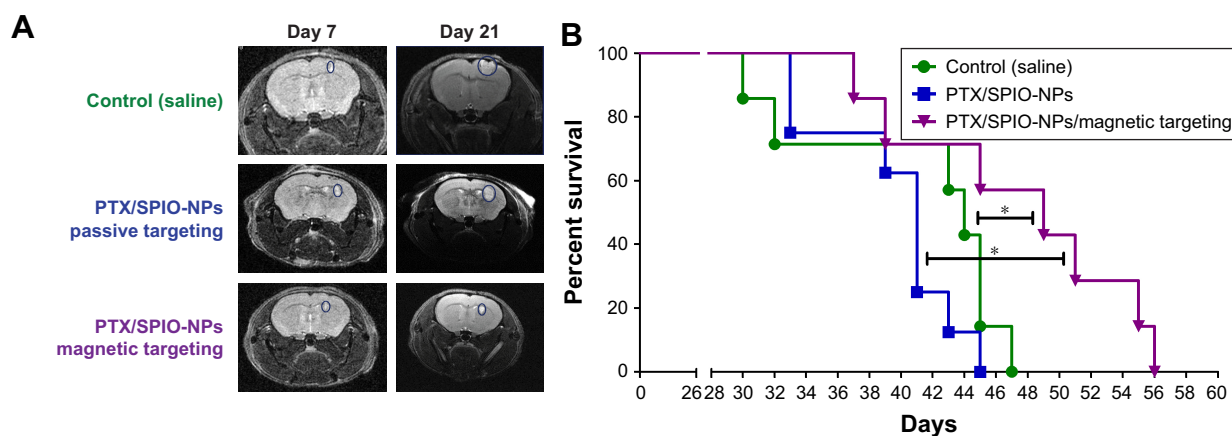 A
Day 7
Day 21
Control (saline)
PTX/SPIO-NPs
passive targeting
PTX/SPIO-NPs
magnetic targeting
B
Percent survival
100
80
60
40
20
0
Control (saline)
PTX/SPIO-NPs
PTX/SPIO-NPs/magnetic targeting
*
*
0 26 28 30 32 34 36 38 40 42 44 46 48 50 52 54 56 58 60
Days